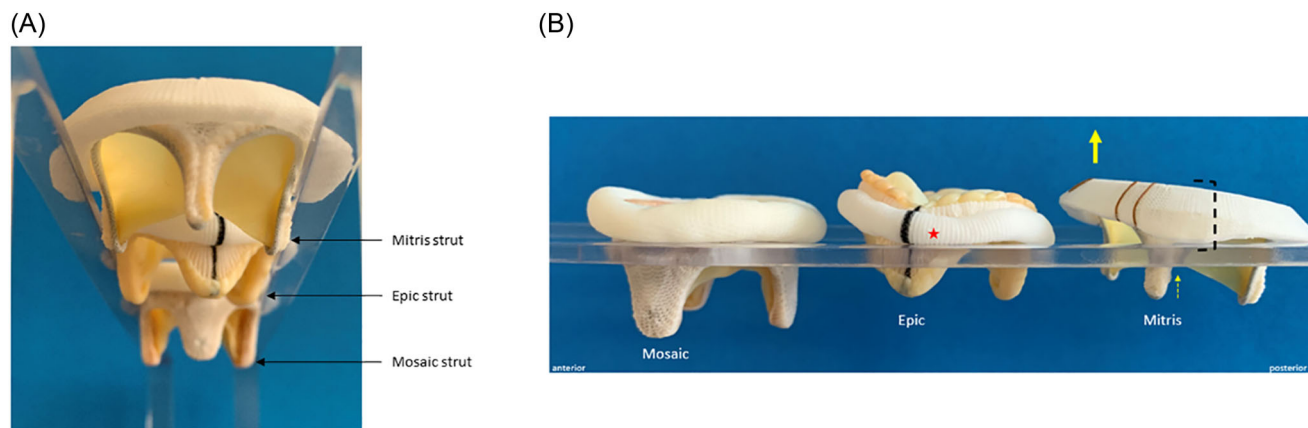 (A)
(B)
Mitris strut
Epic strut
Mosaic strut
Mosaic
Epic
Mitris
anterior
posterior